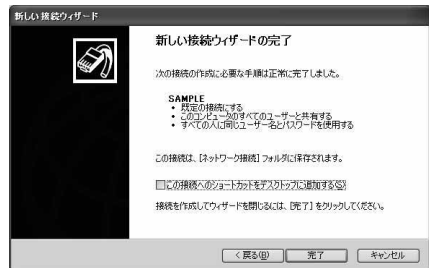 新しい接続ウィザード
新しい接続ウィザードの完了
次の接続の作成に必要な手順は正常に完了しました。
SAMPLE
• 既定の接続にする
• このコンピュータのすべてのユーザーと共有する
• すべての人に同じユーザー名とパスワードを使用する
この接続は、[ネットワーク接続] フォルダに保存されます。
この接続へのショートカットをデスクトップに追加する(S)
接続を作成してウィザードを閉じるには、[完了] をクリックしてください。
< 戻る(B)
完了
キャンセル